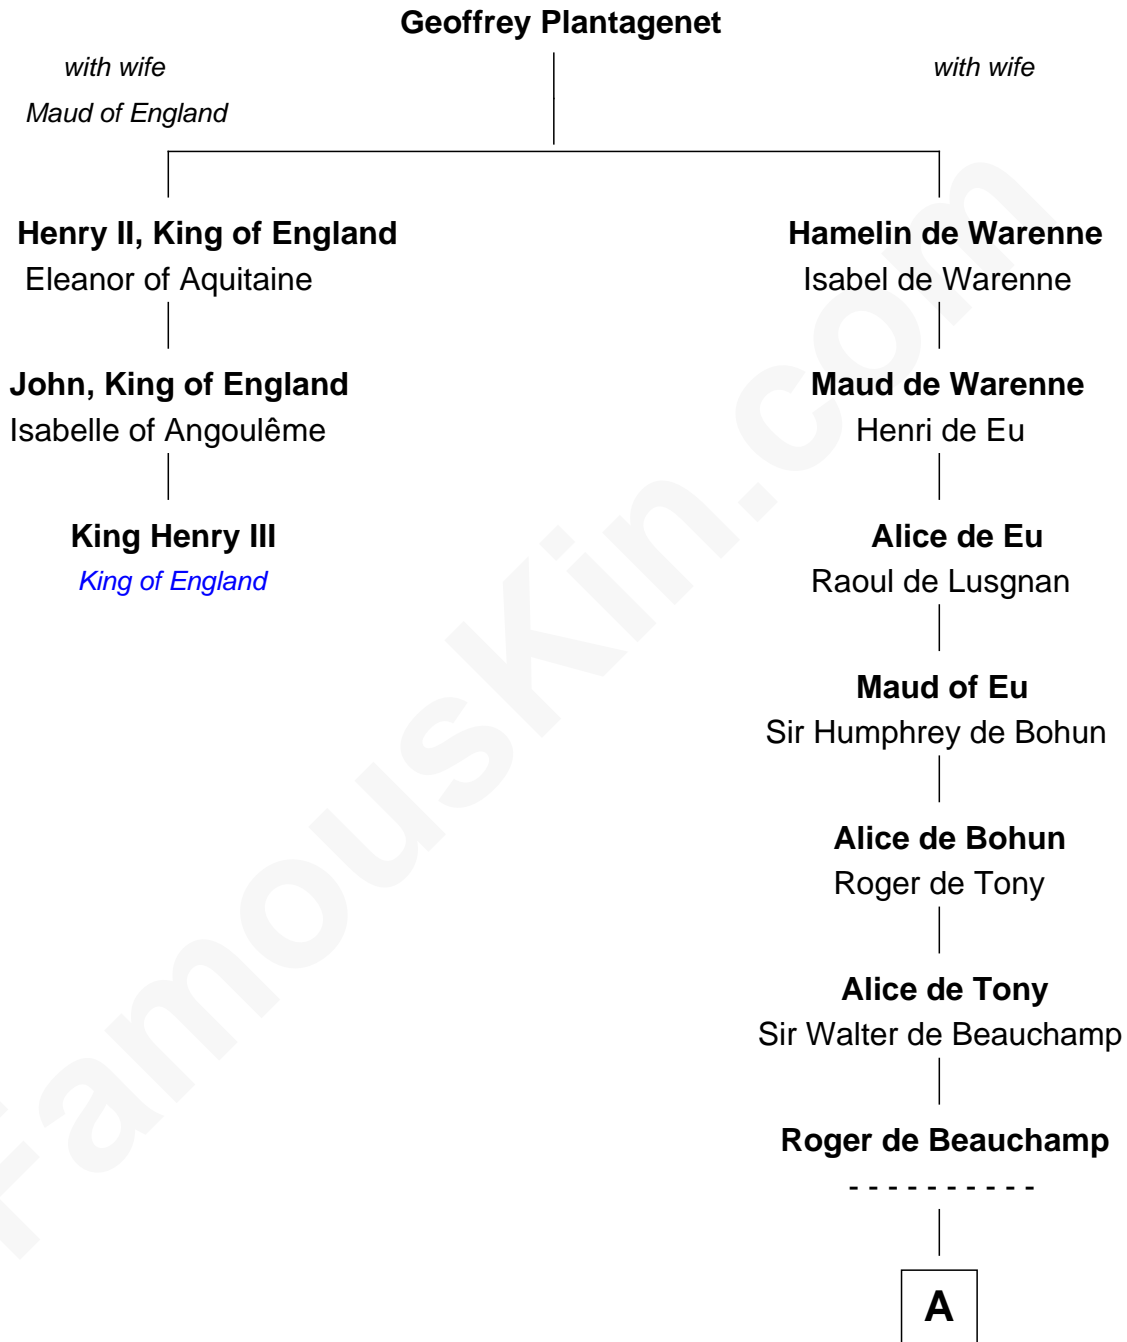 Geoffrey Plantagenet
with wife
Maud of England
with wife
Henry II, King of England
Eleanor of Aquitaine
John, King of England
Isabelle of Angoulême
King Henry III
King of England
Hamelin de Warenne
Isabel de Warenne
Maud de Warenne
Henri de Eu
Alice de Eu
Raoul de Lusgnan
Maud of Eu
Sir Humphrey de Bohun
Alice de Bohun
Roger de Tony
Alice de Tony
Sir Walter de Beauchamp
Roger de Beauchamp
- - - - - - - - - -
A
FamousKin.com